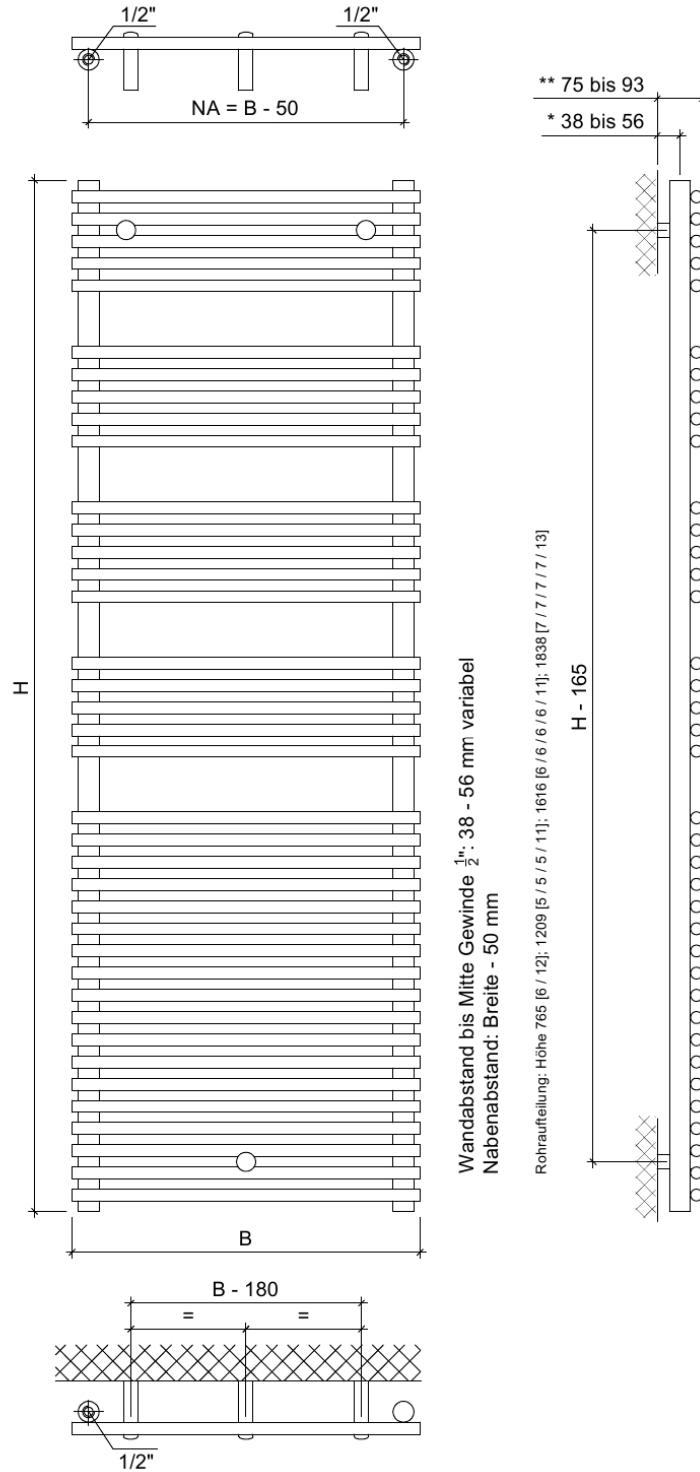 1/2"
1/2"
NA = B - 50
** 75 bis 93
* 38 bis 56
H
Wandabstand bis Mitte Gewinde 1/2": 38 - 56 mm variabel
Nabenabstand: Breite - 50 mm
Rohraufteilung: Höhe 765 [6 / 12]; 1209 [5 / 5 / 5 / 11]; 1616 [6 / 6 / 6 / 6 / 11]; 1838 [7 / 7 / 7 / 7 / 13]
H - 165
B
B - 180
=
=
1/2"